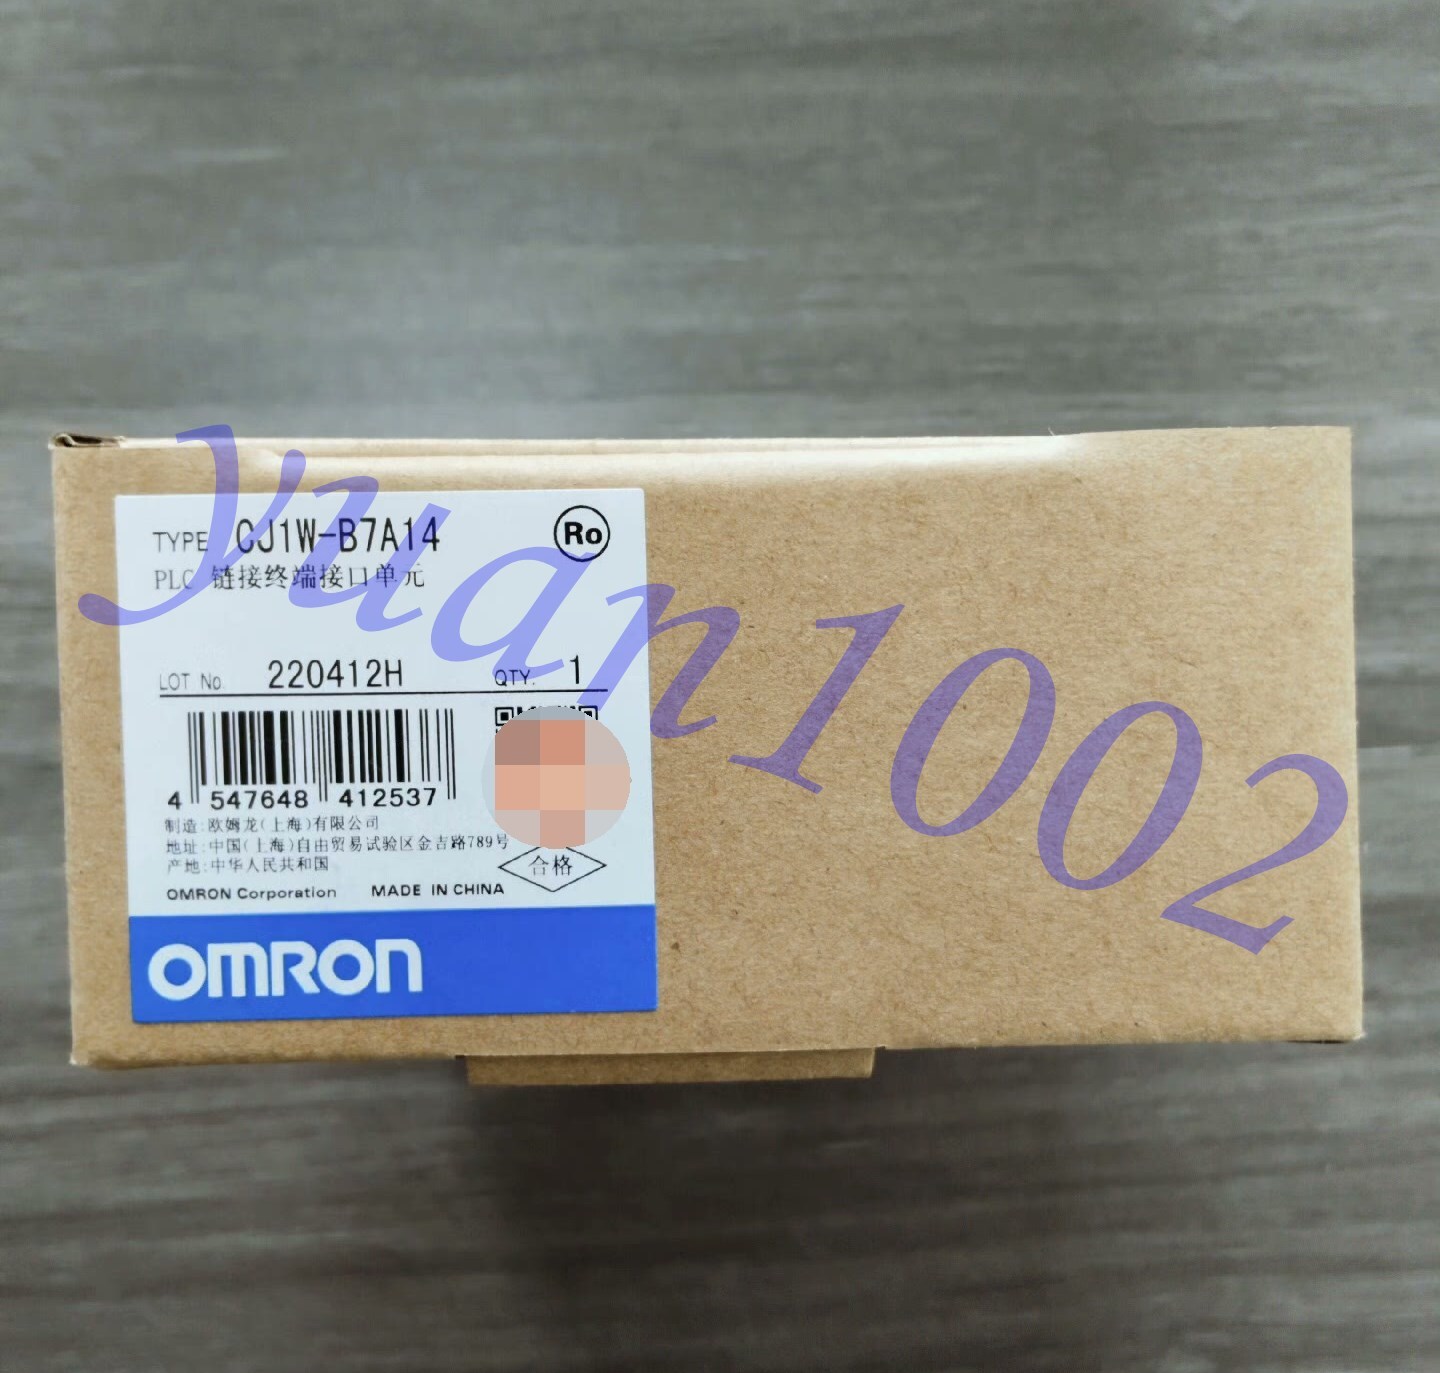 TYPE CJ1W-B7A14
Ro
PLC 链接终端接口单元
LOT No. 220412H QTY. 1
4 547648 412537
制造:欧姆龙(上海)有限公司
地址:中国(上海)自由贸易试验区金吉路789号
产地:中华人民共和国
合格
OMRON Corporation MADE IN CHINA
OMRON
yuan1002